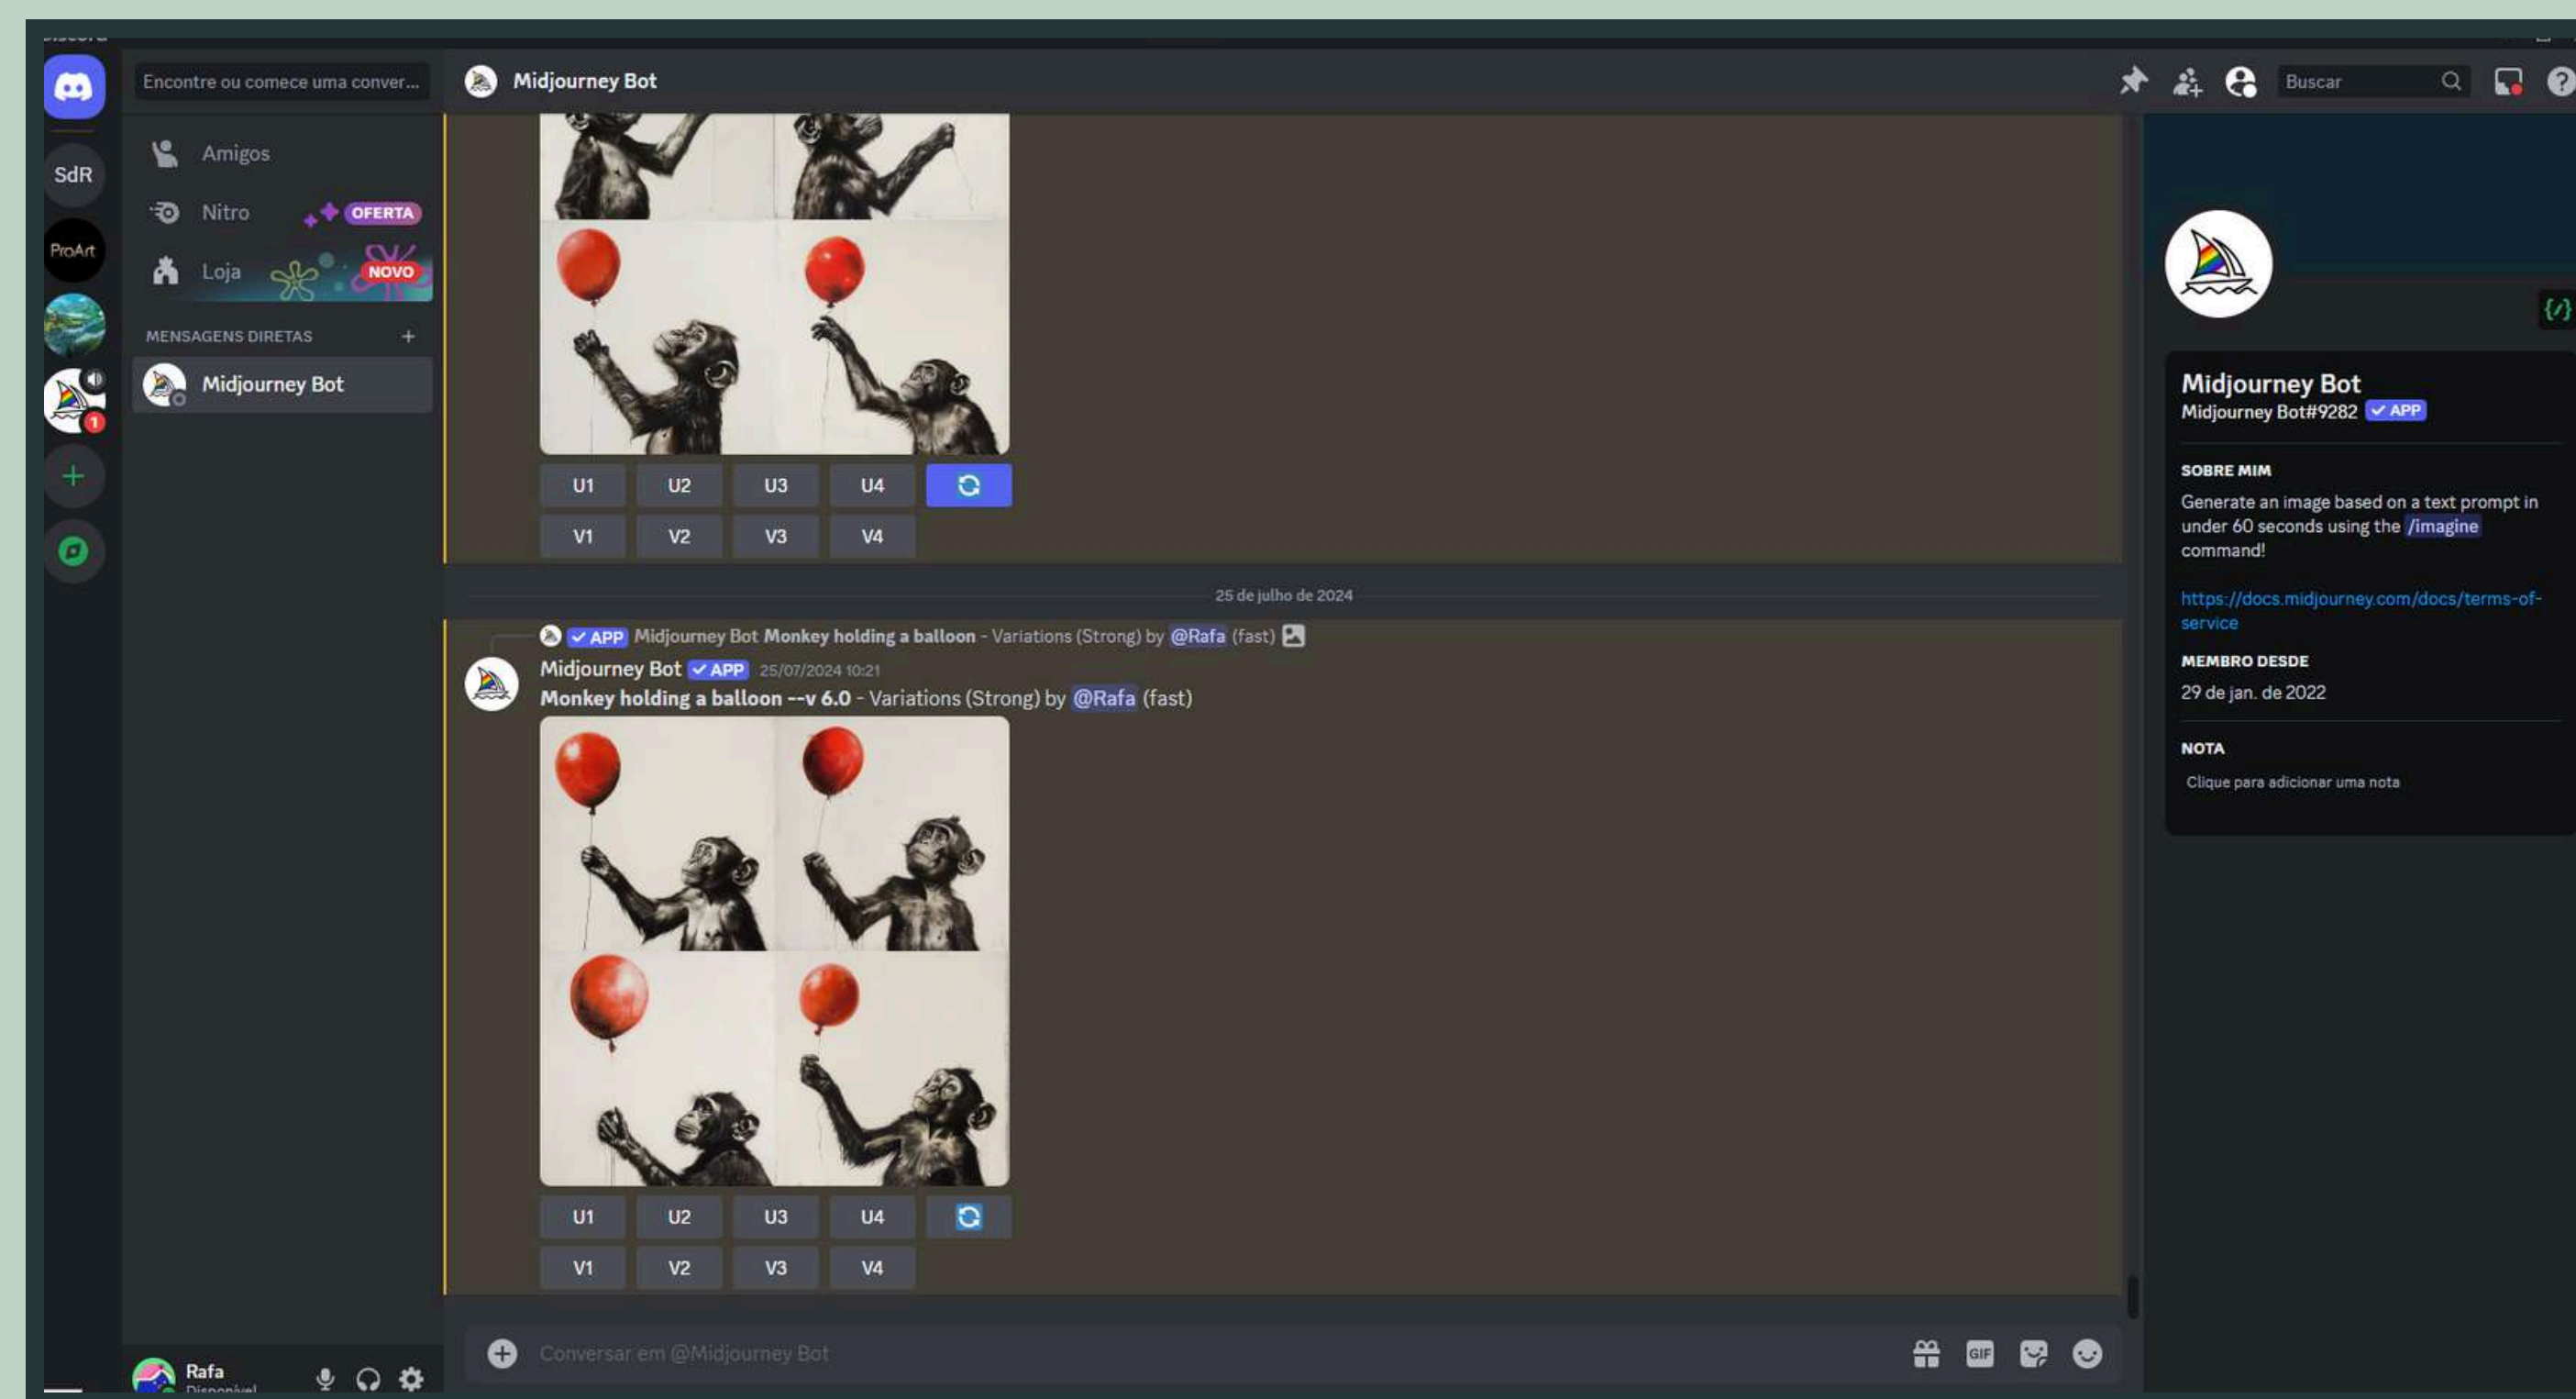 Encontre ou comece uma conver...
Midjourney Bot
Buscar
SdR
ProArt
Amigos
Nitro
OFERTA
Loja
NOVO
MENSAGENS DIRETAS
Midjourney Bot
1
U1 U2 U3 U4
V1 V2 V3 V4
25 de julho de 2024
APP Midjourney Bot Monkey holding a balloon - Variations (Strong) by @Rafa (fast)
Midjourney Bot APP 25/07/2024 10:21
Monkey holding a balloon --v 6.0 - Variations (Strong) by @Rafa (fast)
U1 U2 U3 U4
V1 V2 V3 V4
Conversar em @Midjourney Bot
GIF
Rafa
Disponível
Midjourney Bot
Midjourney Bot#9282 APP
SOBRE MIM
Generate an image based on a text prompt in
under 60 seconds using the /imagine
command!
https://docs.midjourney.com/docs/terms-of-
service
MEMBRO DESDE
29 de jan. de 2022
NOTA
Clique para adicionar uma nota